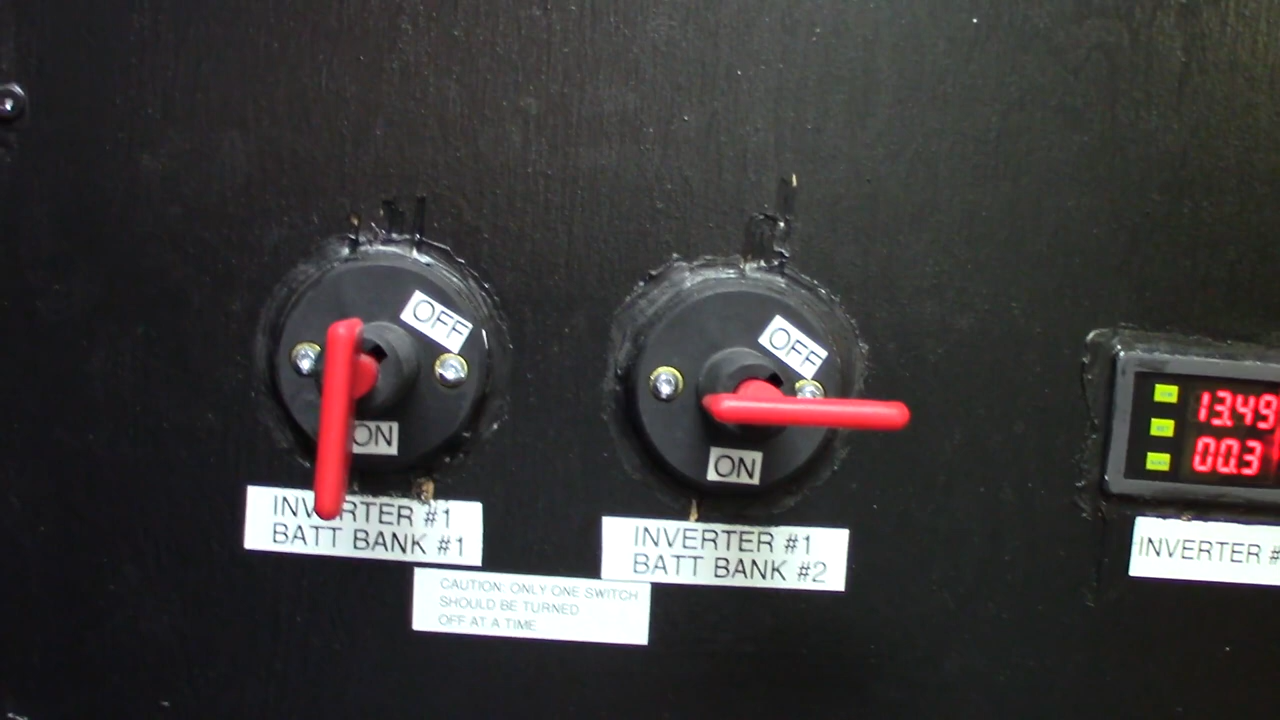 OFF
ON
INVERTER #1
BATT BANK #1
OFF
ON
INVERTER #1
BATT BANK #2
CAUTION: ONLY ONE SWITCH
SHOULD BE TURNED
OFF AT A TIME
13.49
00.3
INVERTER #